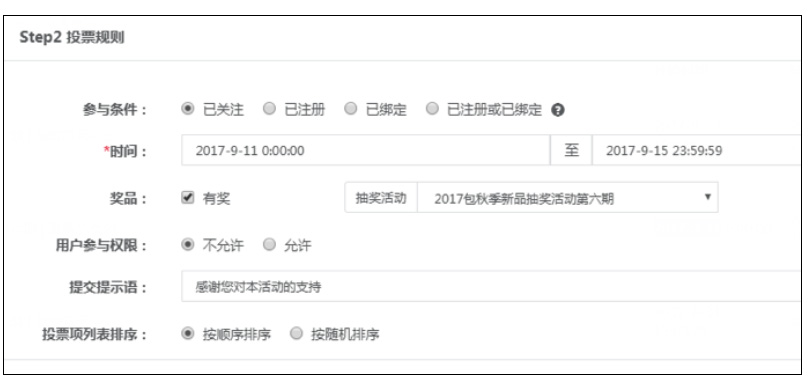 Step2 投票规则
参与条件： 已关注 已注册 已绑定 已注册或已绑定 ?
*时间： 2017-9-11 0:00:00 至 2017-9-15 23:59:59
奖品： 有奖 抽奖活动 2017包秋季新品抽奖活动第六期
用户参与权限： 不允许 允许
提交提示语： 感谢您对本活动的支持
投票项列表排序： 按顺序排序 按随机排序